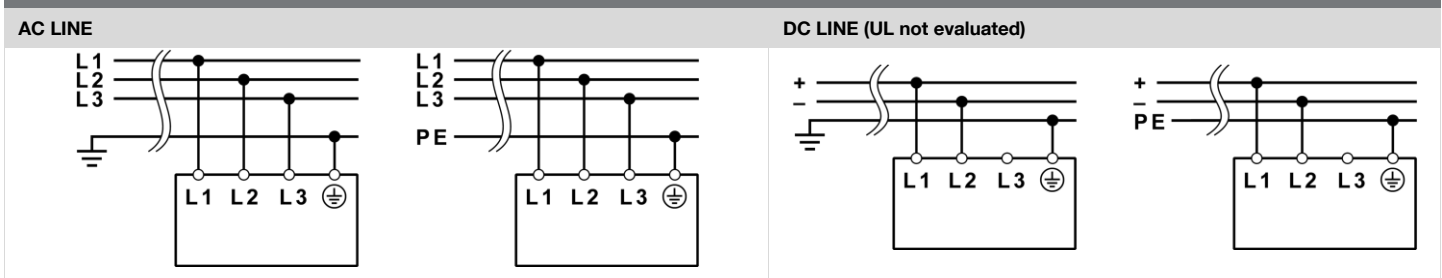 AC LINE
DC LINE (UL not evaluated)
L1
L2
L3
L1 L2 L3
L1
L2
L3
PE
L1 L2 L3
+
–
L1 L2 L3
+
–
PE
L1 L2 L3